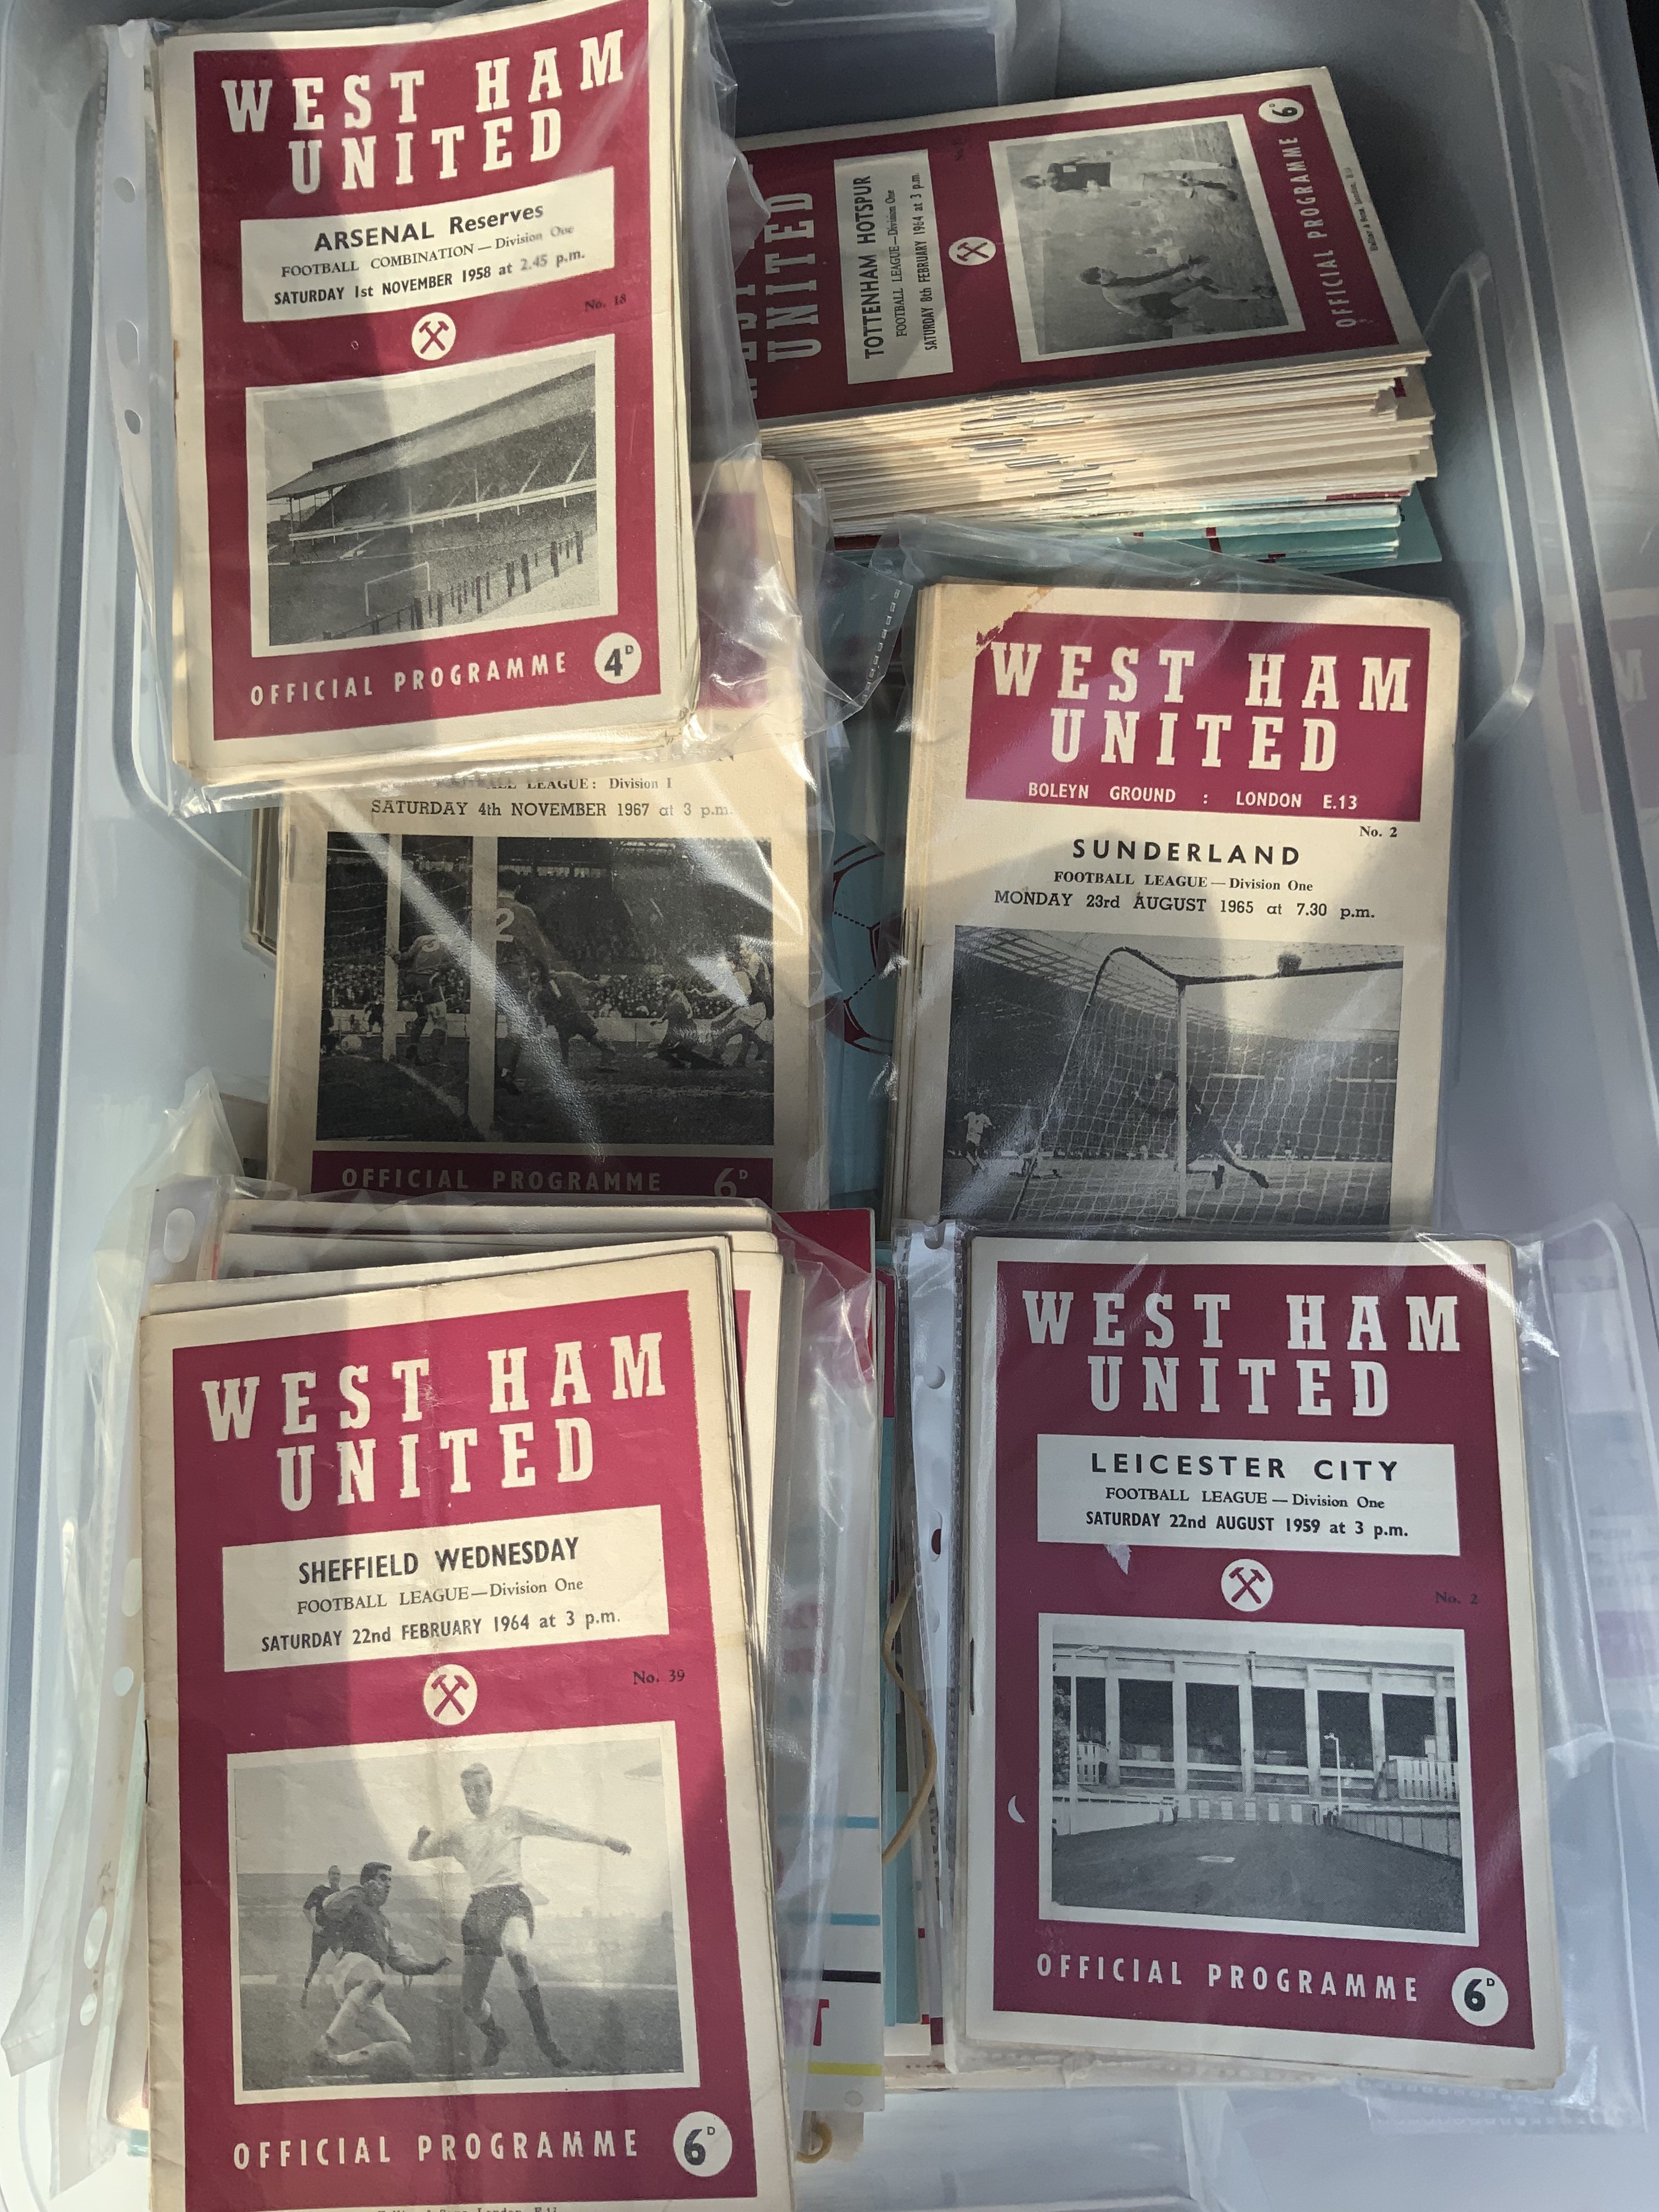 WEST HAM
UNITED
ARSENAL Reserves
FOOTBALL COMBINATION — Division One
SATURDAY 1st NOVEMBER 1958 at 2.45 p.m.
No. 18
OFFICIAL PROGRAMME 4D
UNITED
TOTTENHAM HOTSPUR
FOOTBALL LEAGUE—Division One
SATURDAY 8th FEBRUARY 1964 at 3 p.m.
OFFICIAL PROGRAMME 6D
LEAGUE: Division I
SATURDAY 4th NOVEMBER 1967 at 3 p.m.
2
OFFICIAL PROGRAMME 6D
WEST HAM
UNITED
BOLEYN GROUND : LONDON E.13
No. 2
SUNDERLAND
FOOTBALL LEAGUE — Division One
MONDAY 23rd AUGUST 1965 at 7.30 p.m.
WEST HAM
UNITED
SHEFFIELD WEDNESDAY
FOOTBALL LEAGUE—Division One
SATURDAY 22nd FEBRUARY 1964 at 3 p.m.
No. 39
OFFICIAL PROGRAMME 6D
WEST HAM
UNITED
LEICESTER CITY
FOOTBALL LEAGUE — Division One
SATURDAY 22nd AUGUST 1959 at 3 p.m.
No. 2
OFFICIAL PROGRAMME 6D